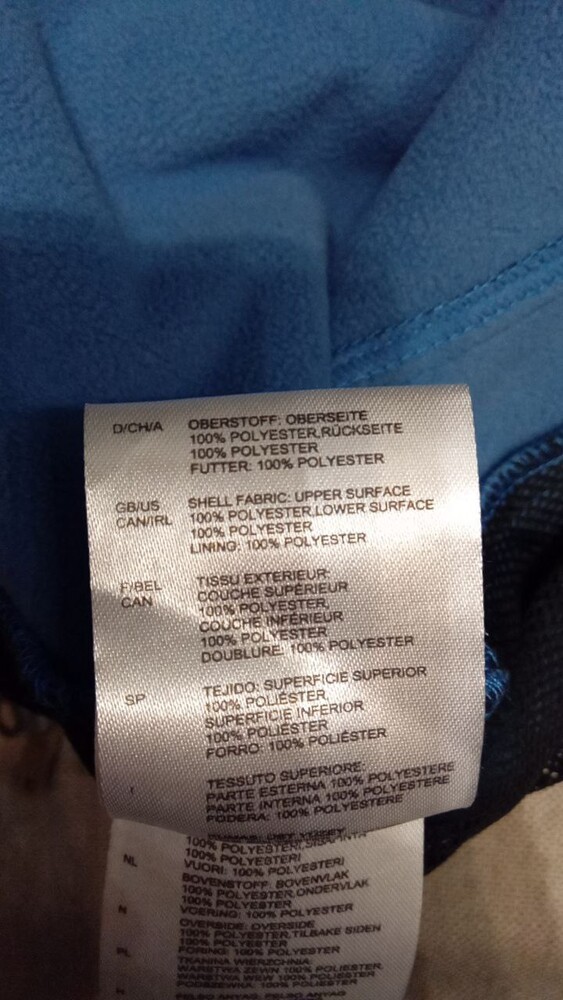 D/CH/A
OBERSTOFF: OBERSEITE
100% POLYESTER,RÜCKSEITE
100% POLYESTER
FUTTER: 100% POLYESTER
GB/US
CAN/IRL
SHELL FABRIC: UPPER SURFACE
100% POLYESTER,LOWER SURFACE
100% POLYESTER
LINING: 100% POLYESTER
F/BEL
CAN
TISSU EXTERIEUR:
COUCHE SUPÉRIEUR
100% POLYESTER,
COUCHE INFÉRIEUR
100% POLYESTER
DOUBLURE: 100% POLYESTER
SP
TEJIDO: SUPERFICIE SUPERIOR
100% POLIÉSTER,
SUPERFICIE INFERIOR
100% POLIÉSTER
FORRO: 100% POLIÉSTER
I
TESSUTO SUPERIORE:
PARTE ESTERNA 100% POLYESTERE
PARTE INTERNA 100% POLYESTERE
FODERA: 100% POLYESTERE
100% POLYESTERI,
100% POLYESTERI
VUORI: 100% POLYESTERI
NL
BOVENSTOFF: BOVENVLAK
100% POLYESTER,ONDERVLAK
100% POLYESTER
VOERING: 100% POLYESTER
N
OVERSIDE: OVERSIDE
100% POLYESTER,TILBAKE SIDEN
100% POLYESTER
FORING: 100% POLYESTER
PL
TKANINA WIERZCHNIA:
WARSTWA ZEWN 100% POLIESTER,
WARSTWA WEW 100% POLIESTER
PODSZEWKA: 100% POLIESTER
H